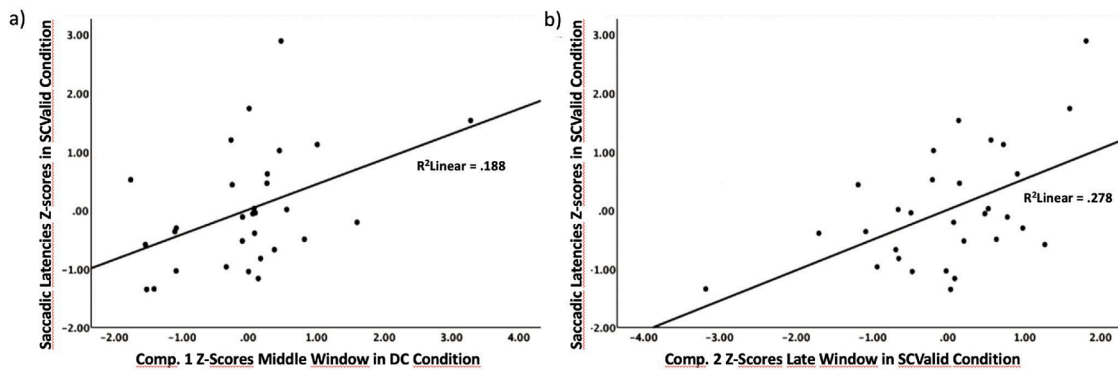 a)
Saccadic Latencies Z-scores in SCValid Condition
3.00
2.00
1.00
.00
-1.00
-2.00
R²Linear = .188
-2.00 -1.00 .00 1.00 2.00 3.00 4.00
Comp. 1 Z-Scores Middle Window in DC Condition
b)
Saccadic Latencies Z-scores in SCValid Condition
3.00
2.00
1.00
.00
-1.00
-2.00
R²Linear = .278
-4.00 -3.00 -2.00 -1.00 .00 1.00 2.00
Comp. 2 Z-Scores Late Window in SCValid Condition